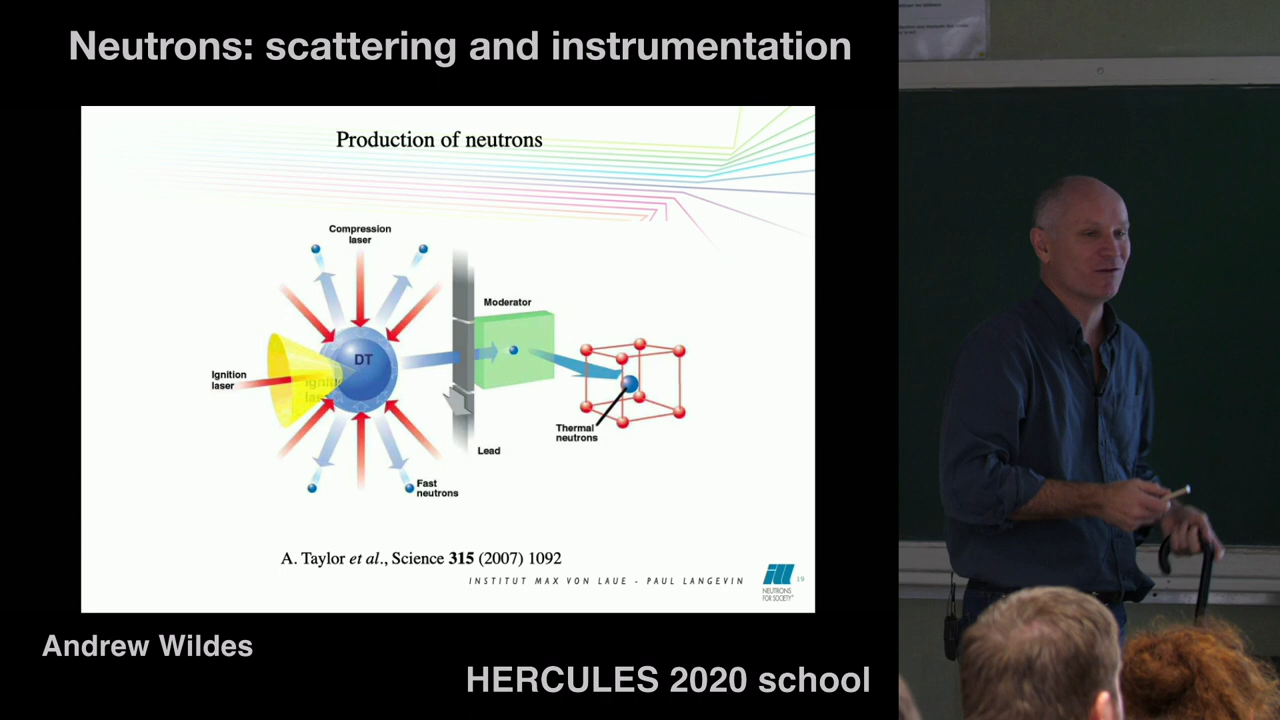 Neutrons: scattering and instrumentation
Production of neutrons
Compression
laser
Moderator
DT
Ignition
laser
Ignition
laser
Thermal
neutrons
Lead
Fast
neutrons
A. Taylor et al., Science 315 (2007) 1092
INSTITUT MAX VON LAUE - PAUL LANGEVIN
NEUTRONS
FOR SOCIETY
19
Andrew Wildes
HERCULES 2020 school